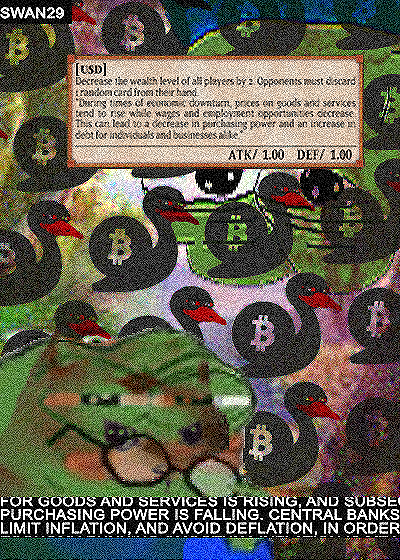 SWAN29
[USD]
Decrease the wealth level of all players by 2. Opponents must discard
1 random card from their hand.
"During times of economic downturn, prices on goods and services
tend to rise while wages and employment opportunities decrease.
This can lead to a decrease in purchasing power and an increase in
debt for individuals and businesses alike."
ATK/ 1.00 DEF/ 1.00
FOR GOODS AND SERVICES IS RISING, AND SUBSE
PURCHASING POWER IS FALLING. CENTRAL BANKS
LIMIT INFLATION, AND AVOID DEFLATION, IN ORDER